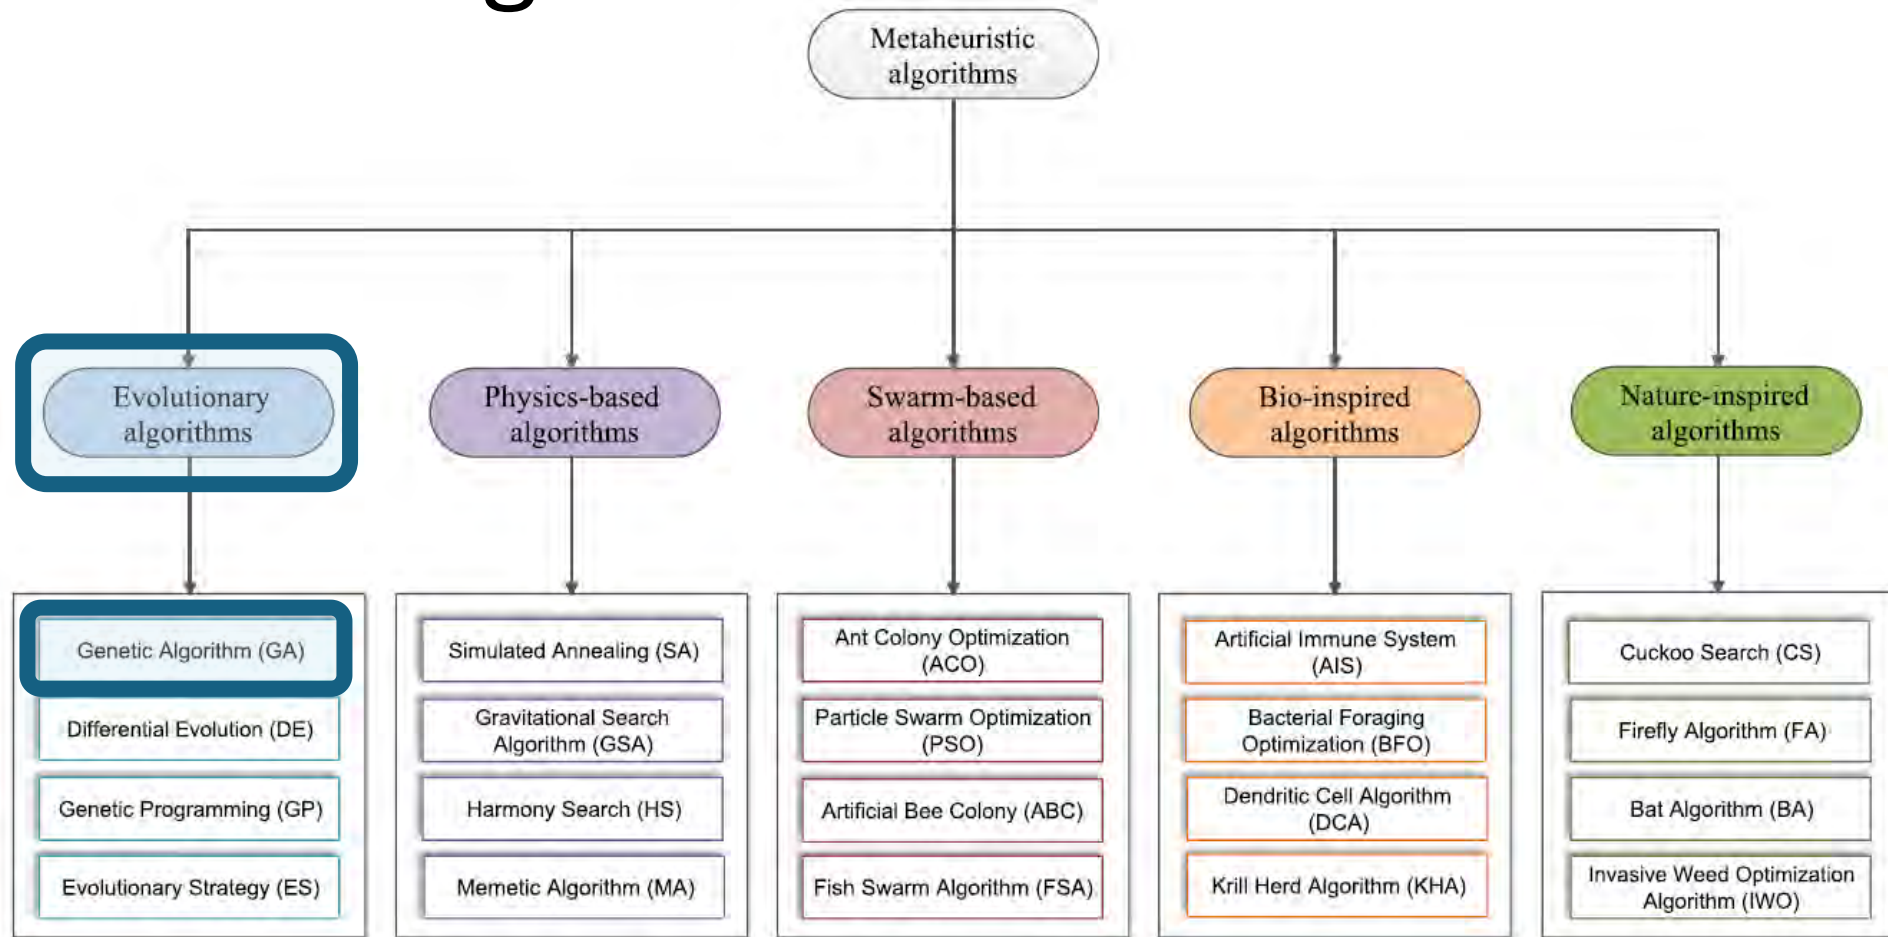 Metaheuristic
algorithms
Evolutionary
algorithms
Physics-based
algorithms
Swarm-based
algorithms
Bio-inspired
algorithms
Nature-inspired
algorithms
Genetic Algorithm (GA)
Differential Evolution (DE)
Genetic Programming (GP)
Evolutionary Strategy (ES)
Simulated Annealing (SA)
Gravitational Search
Algorithm (GSA)
Harmony Search (HS)
Memetic Algorithm (MA)
Ant Colony Optimization
(ACO)
Particle Swarm Optimization
(PSO)
Artificial Bee Colony (ABC)
Fish Swarm Algorithm (FSA)
Artificial Immune System
(AIS)
Bacterial Foraging
Optimization (BFO)
Dendritic Cell Algorithm
(DCA)
Krill Herd Algorithm (KHA)
Cuckoo Search (CS)
Firefly Algorithm (FA)
Bat Algorithm (BA)
Invasive Weed Optimization
Algorithm (IWO)